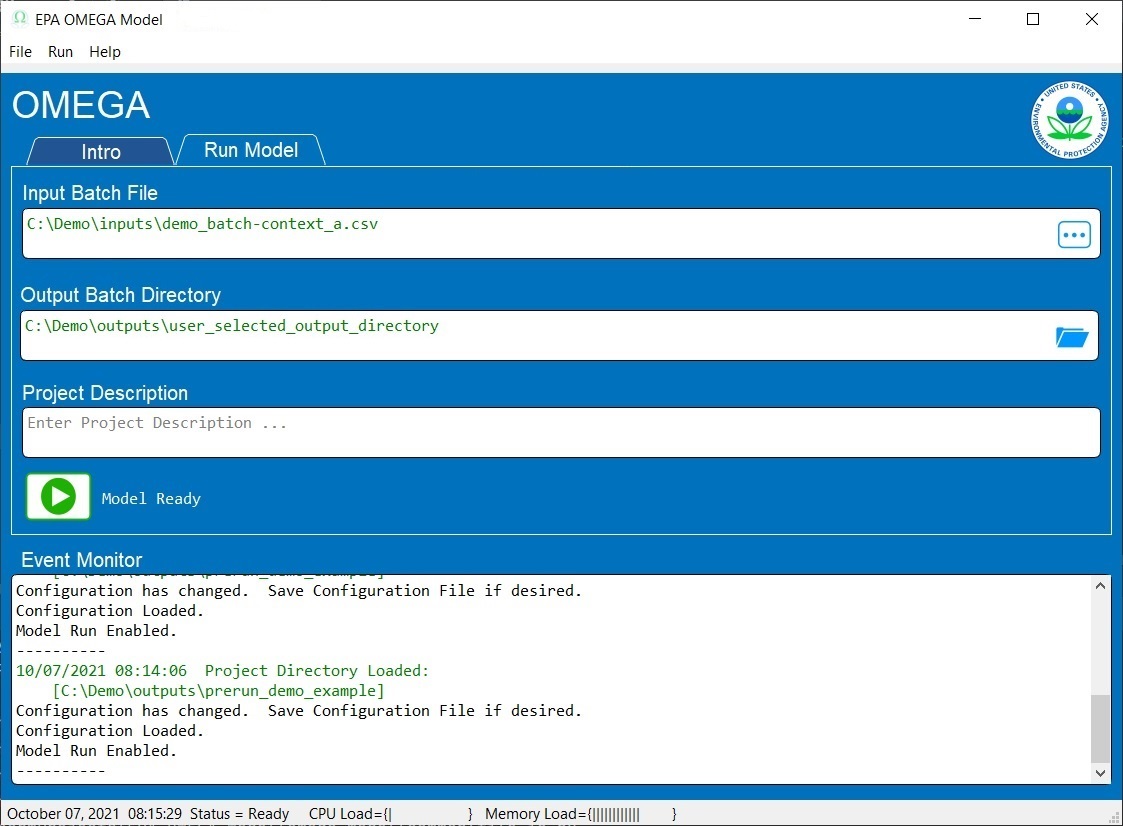 EPA OMEGA Model
File Run Help
OMEGA
UNITED STATES
ENVIRONMENTAL PROTECTION AGENCY
Intro Run Model
Input Batch File
C:\Demo\inputs\demo_batch-context_a.csv
Output Batch Directory
C:\Demo\outputs\user_selected_output_directory
Project Description
Enter Project Description ...
Model Ready
Event Monitor
[C:\Demo\outputs\prerun_demo_example]
Configuration has changed.  Save Configuration File if desired.
Configuration Loaded.
Model Run Enabled.
----------
10/07/2021 08:14:06  Project Directory Loaded:
[C:\Demo\outputs\prerun_demo_example]
Configuration has changed.  Save Configuration File if desired.
Configuration Loaded.
Model Run Enabled.
----------
October 07, 2021  08:15:29  Status = Ready  CPU Load={|  }  Memory Load={||||||||||||  }